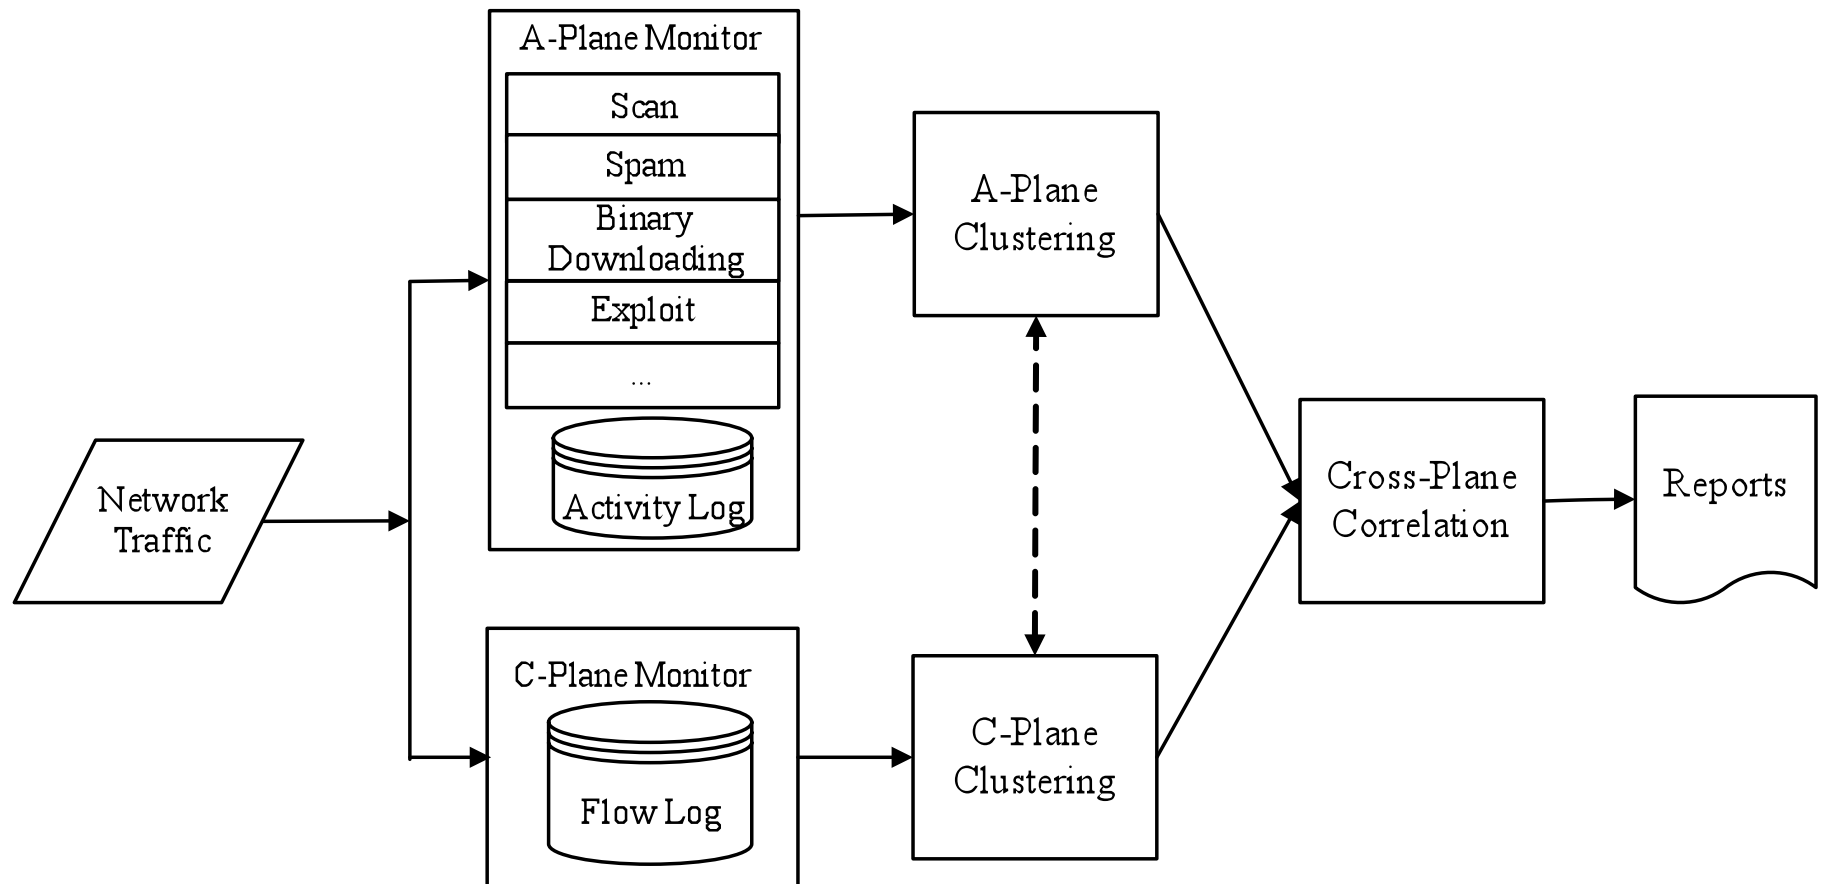 A-Plane Monitor
Scan
Spam
Binary
Downloading
Exploit
...
Activity Log
Network
Traffic
C-Plane Monitor
Flow Log
A-Plane
Clustering
C-Plane
Clustering
Cross-Plane
Correlation
Reports